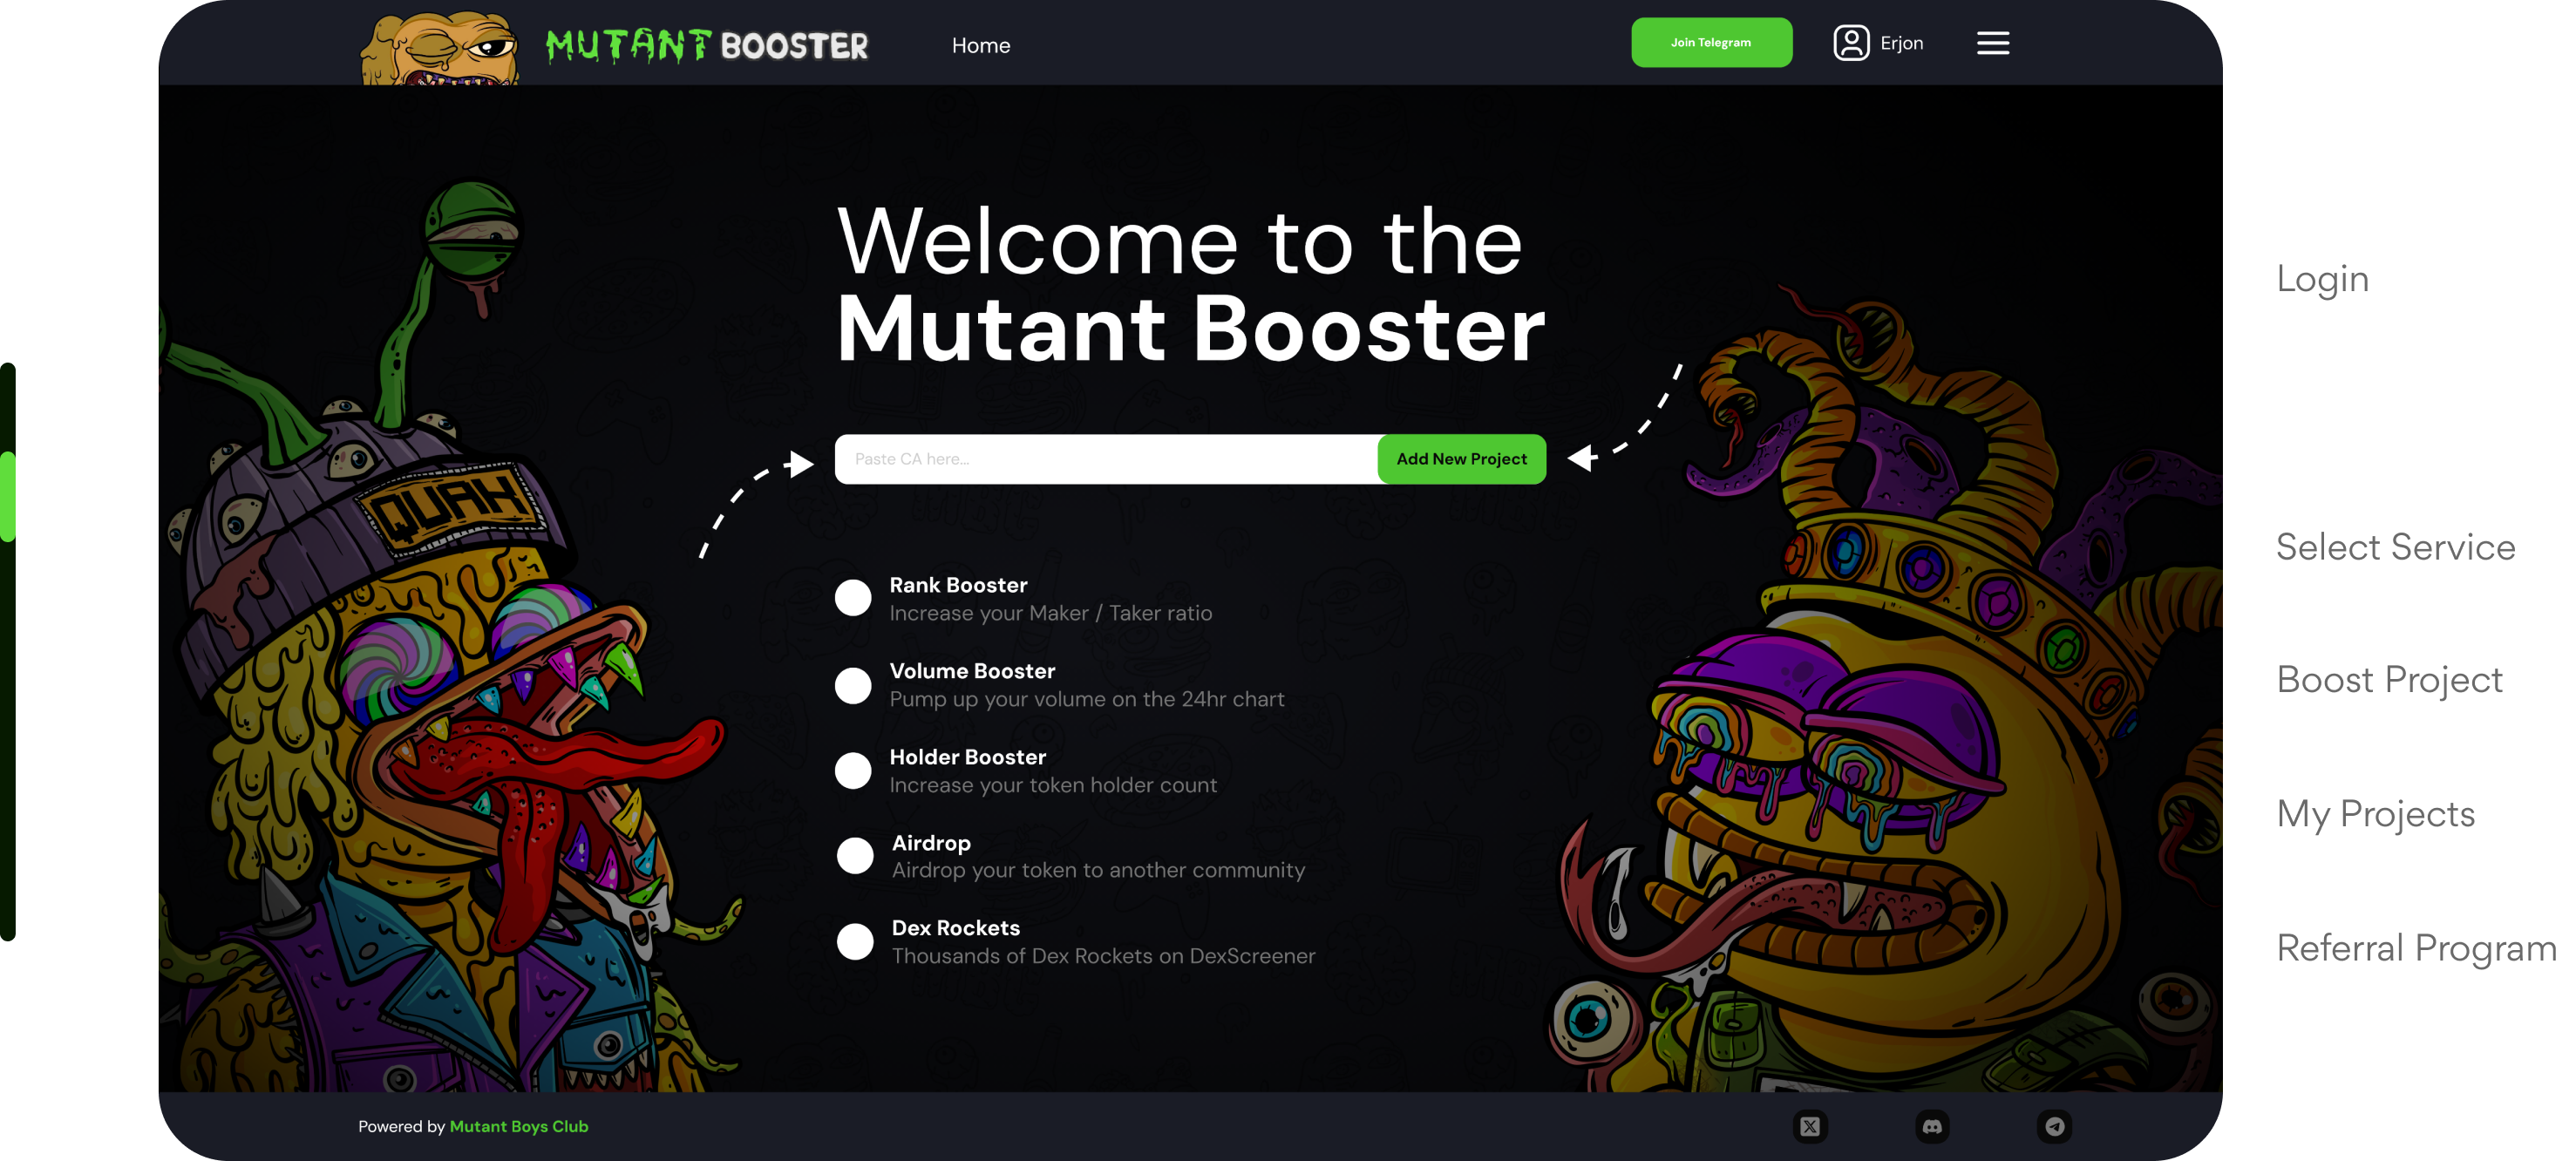 MUTANT BOOSTER
Home
Join Telegram
Erjon
Welcome to the
Mutant Booster
Paste CA here...
Add New Project
QUAK
Rank Booster
Increase your Maker / Taker ratio
Volume Booster
Pump up your volume on the 24hr chart
Holder Booster
Increase your token holder count
Airdrop
Airdrop your token to another community
Dex Rockets
Thousands of Dex Rockets on DexScreener
Powered by Mutant Boys Club
Login
Select Service
Boost Project
My Projects
Referral Program